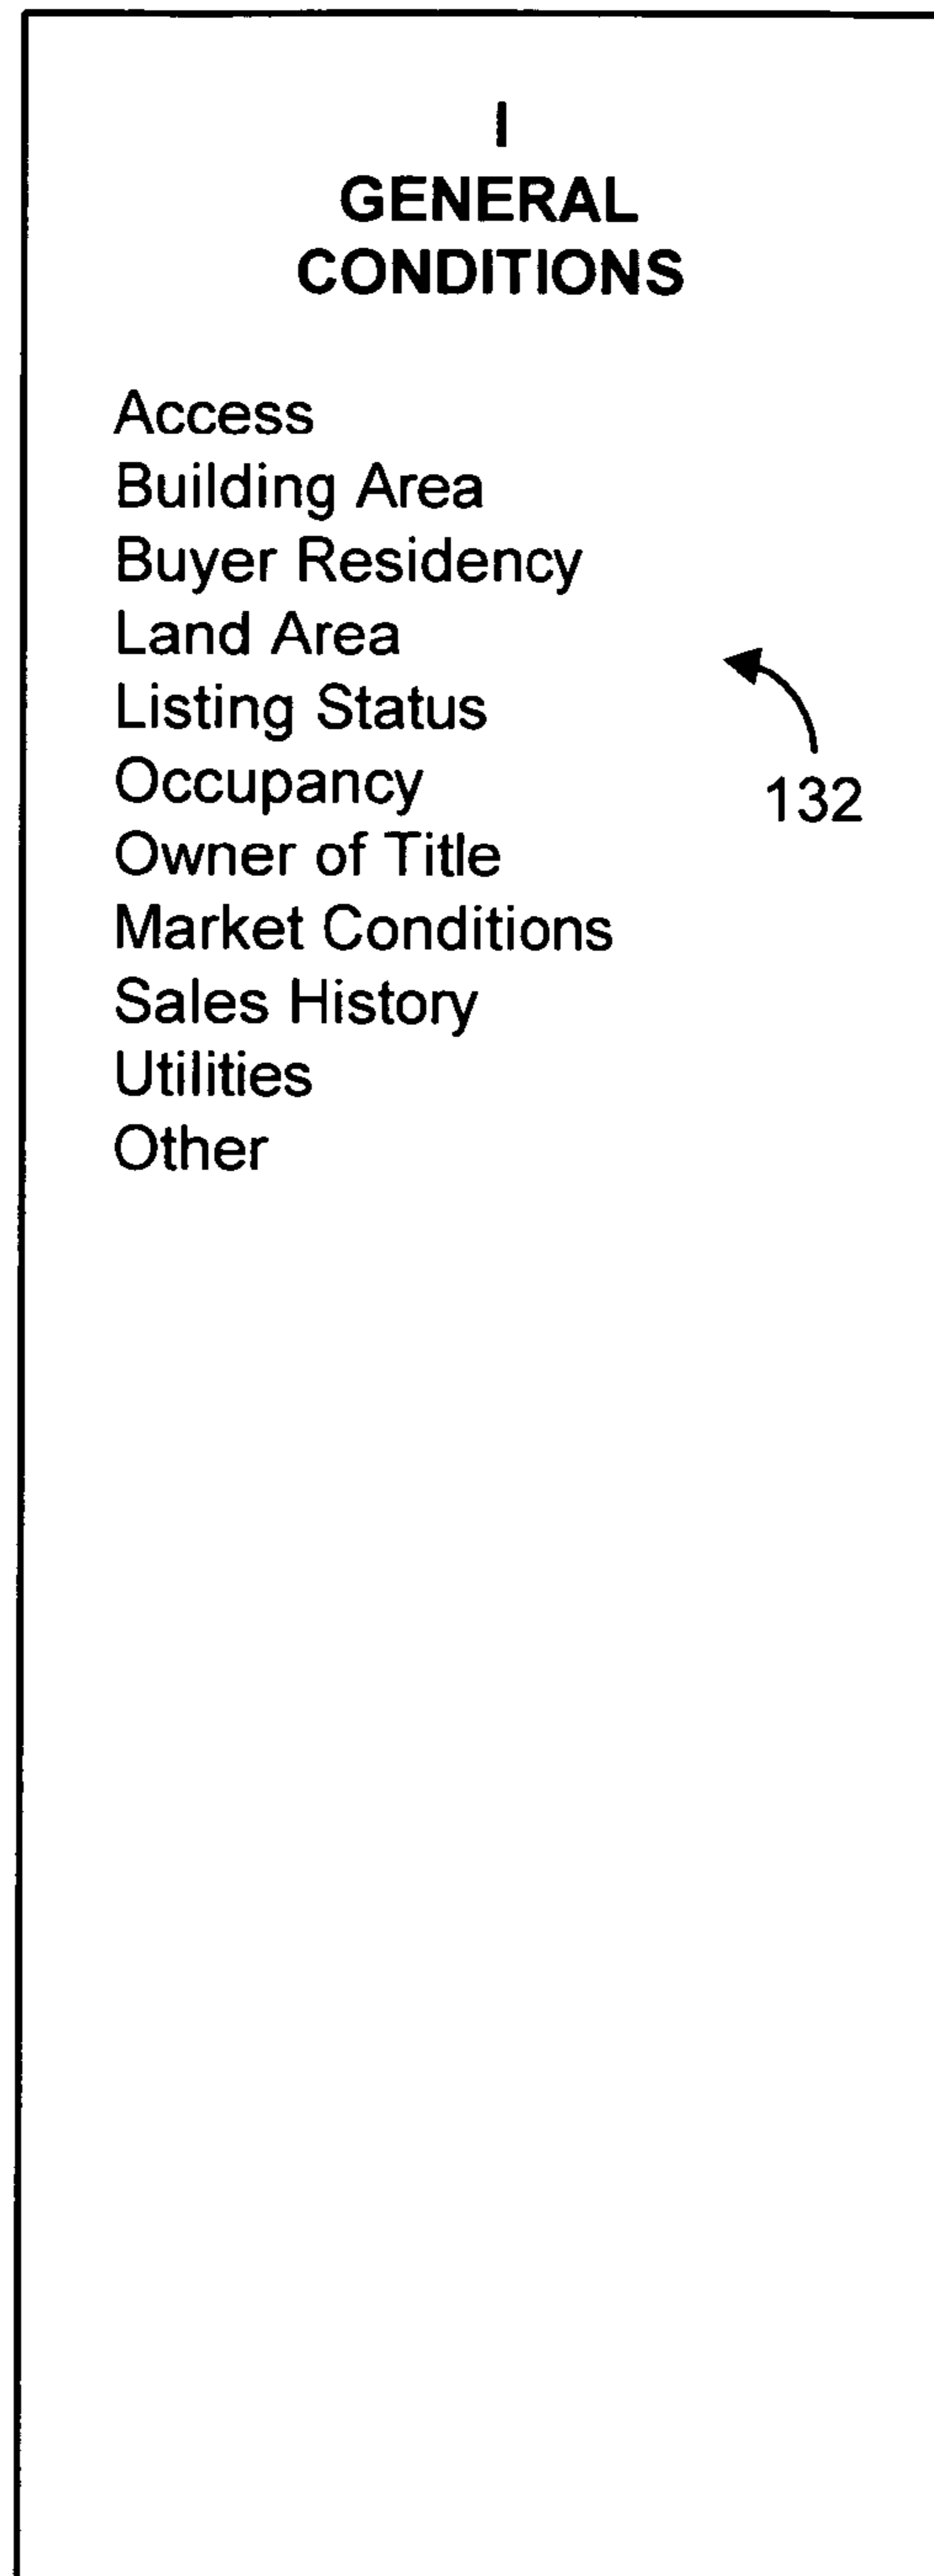 I
GENERAL
CONDITIONS
Access
Building Area
Buyer Residency
Land Area
Listing Status
Occupancy
132
Owner of Title
Market Conditions
Sales History
Utilities
Other